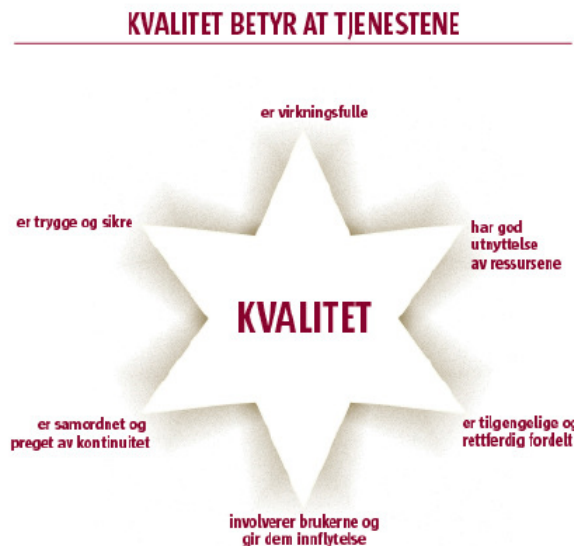 KVALITET BETYR AT TJENESTENE
er virkningsfulle
er trygge og sikre
har god
utnyttelse
av ressursene
KVALITET
er samordnet og
preget av kontinuitet
er tilgengelige og
rettferdig fordelt
involverer brukerne og
gir dem innflytelse